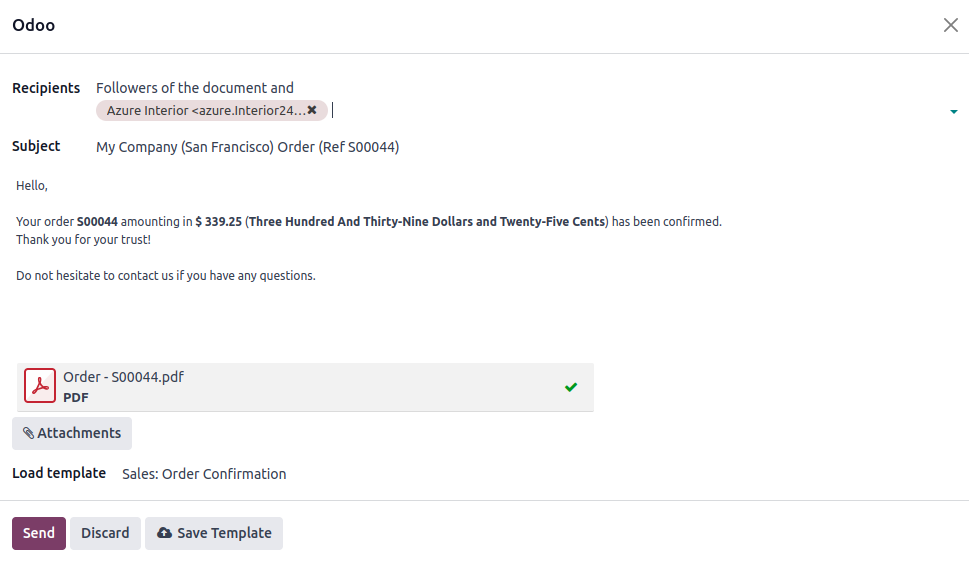 Odoo
Recipients Followers of the document and
Azure Interior <azure.Interior24...✖
Subject My Company (San Francisco) Order (Ref S00044)
Hello,
Your order S00044 amounting in $ 339.25 (Three Hundred And Thirty-Nine Dollars and Twenty-Five Cents) has been confirmed.
Thank you for your trust!
Do not hesitate to contact us if you have any questions.
Order - S00044.pdf
PDF
Attachments
Load template Sales: Order Confirmation
Send Discard Save Template